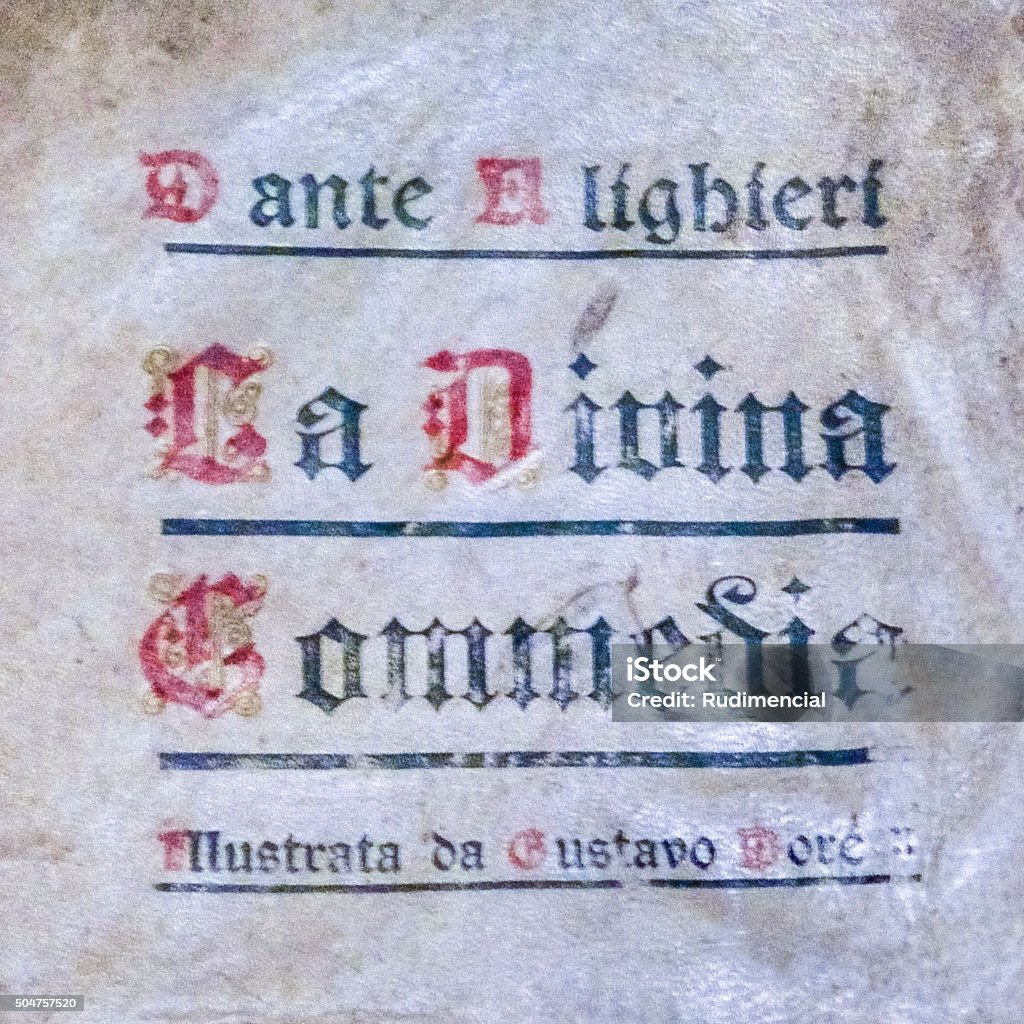 Dante Alighieri
La Divina
Commedia
iStock
Credit: Rudimencial
Illustrata da Gustavo Doré
504757520